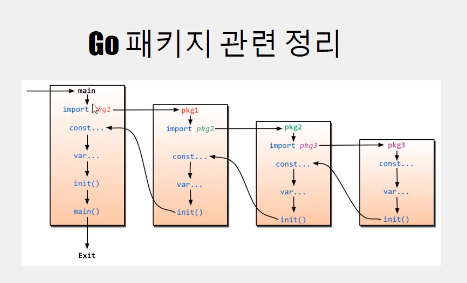 Go 패키지 관련 정리
main
import pkg1
const...
var...
init()
main()
Exit
pkg1
import pkg2
const...
var...
init()
pkg2
import pkg3
const...
var...
init()
pkg3
const...
var...
init()